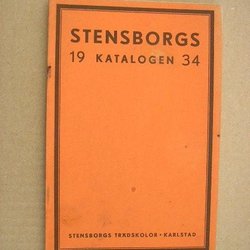 STENSBORGS
19 KATALOGEN 34
STENSBORGS TRÄDSKOLOR • KARLSTAD